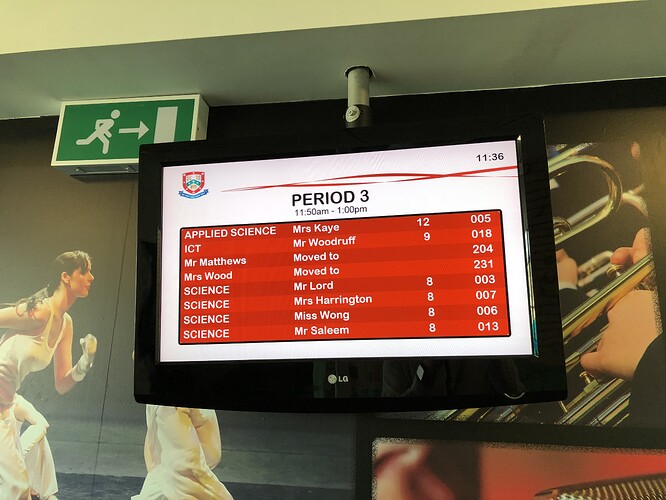 11:36
PERIOD 3
11:50am - 1:00pm
APPLIED SCIENCE Mrs Kaye 12 005
ICT Mr Woodruff 9 018
Mr Matthews Moved to 204
Mrs Wood Moved to 231
SCIENCE Mr Lord 8 003
SCIENCE Mrs Harrington 8 007
SCIENCE Miss Wong 8 006
SCIENCE Mr Saleem 8 013
LG